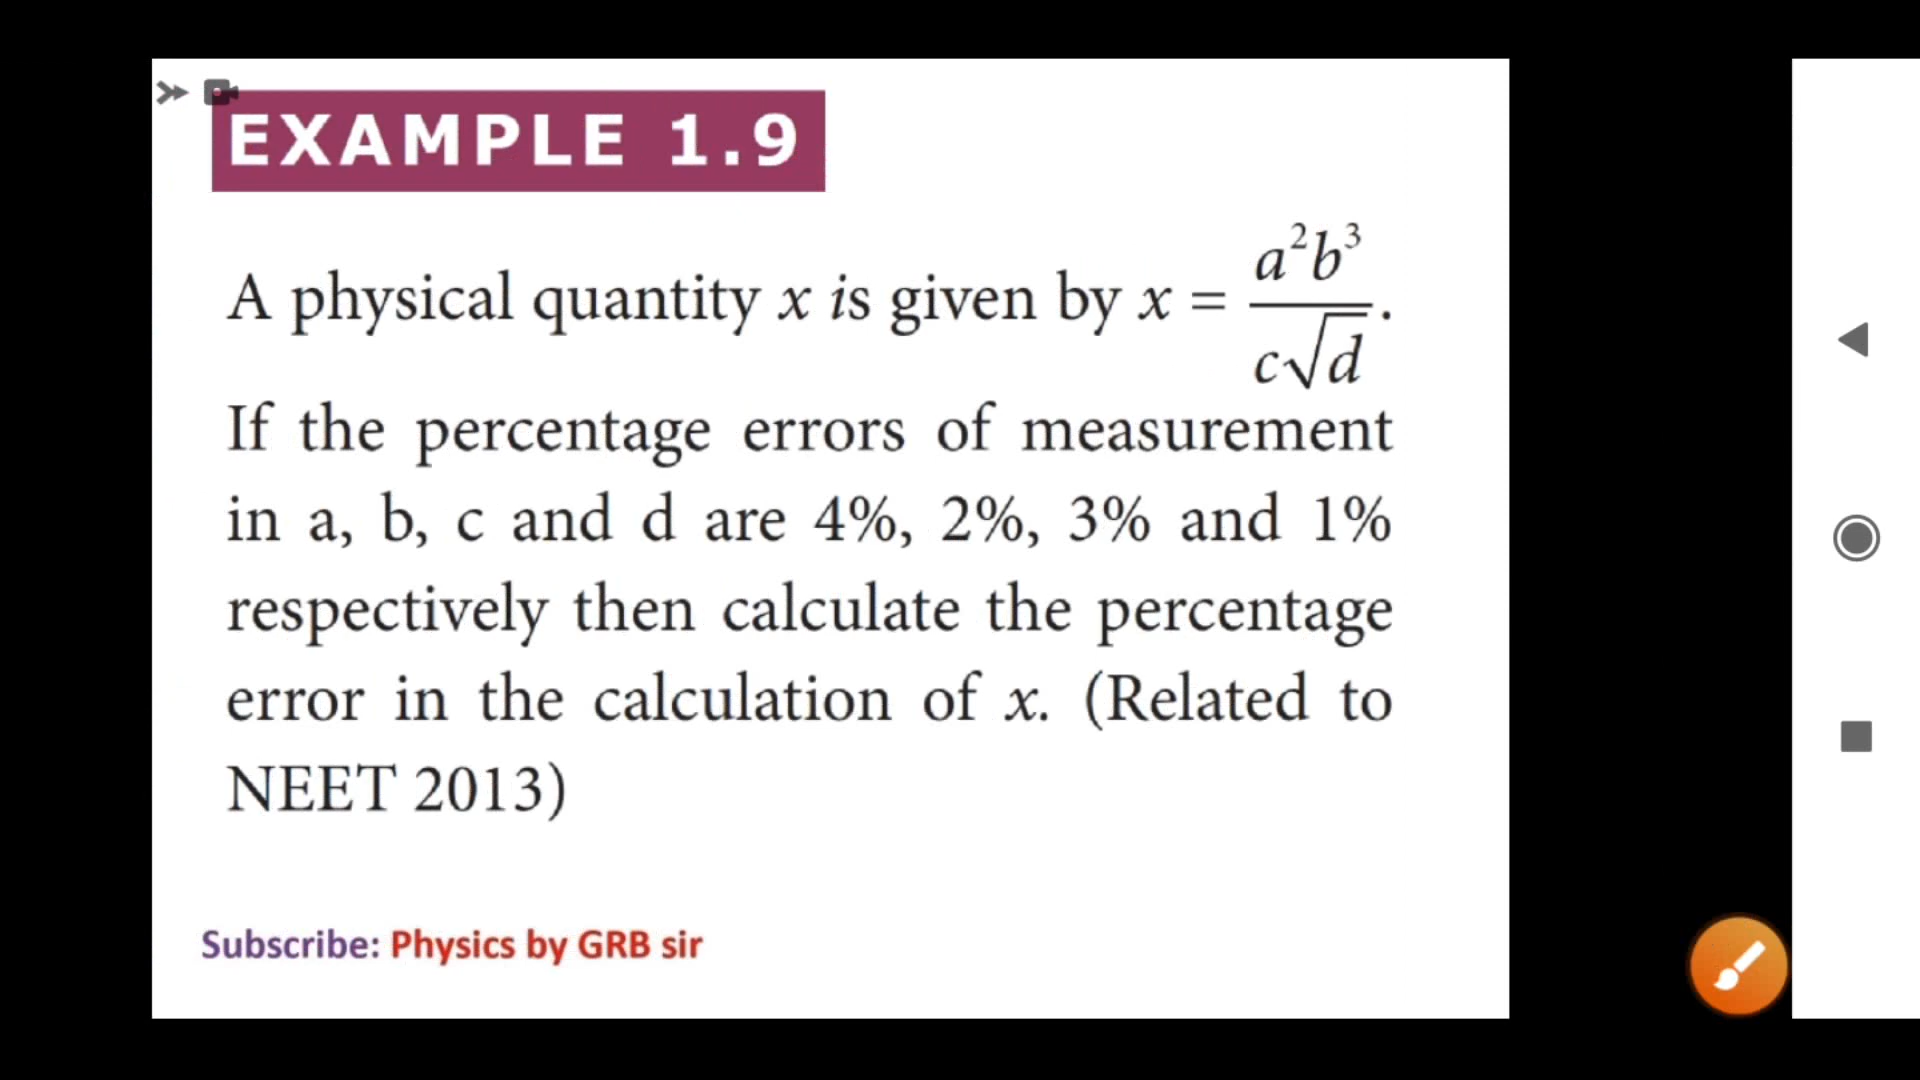 EXAMPLE 1.9
A physical quantity x is given by x = a²b³ / c√d.
If the percentage errors of measurement
in a, b, c and d are 4%, 2%, 3% and 1%
respectively then calculate the percentage
error in the calculation of x. (Related to
NEET 2013)
Subscribe: Physics by GRB sir